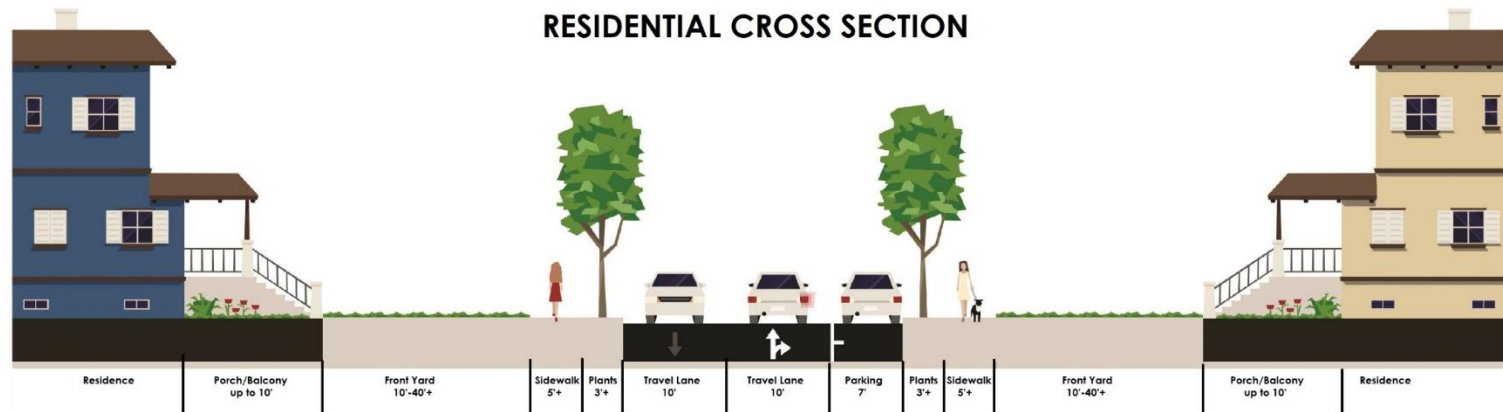 RESIDENTIAL CROSS SECTION
Residence
Porch/Balcony
up to 10'
Front Yard
10'-40'+
Sidewalk
5'+
Plants
3'+
Travel Lane
10'
Travel Lane
10'
Parking
7'
Plants
3'+
Sidewalk
5'+
Front Yard
10'-40'+
Porch/Balcony
up to 10'
Residence